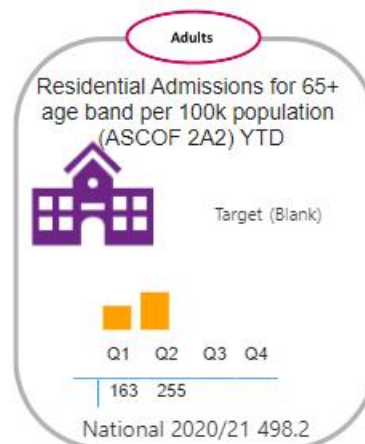 Adults
Residential Admissions for 65+
age band per 100k population
(ASCOF 2A2) YTD
Target (Blank)
Q1 Q2 Q3 Q4
163 255
National 2020/21 498.2